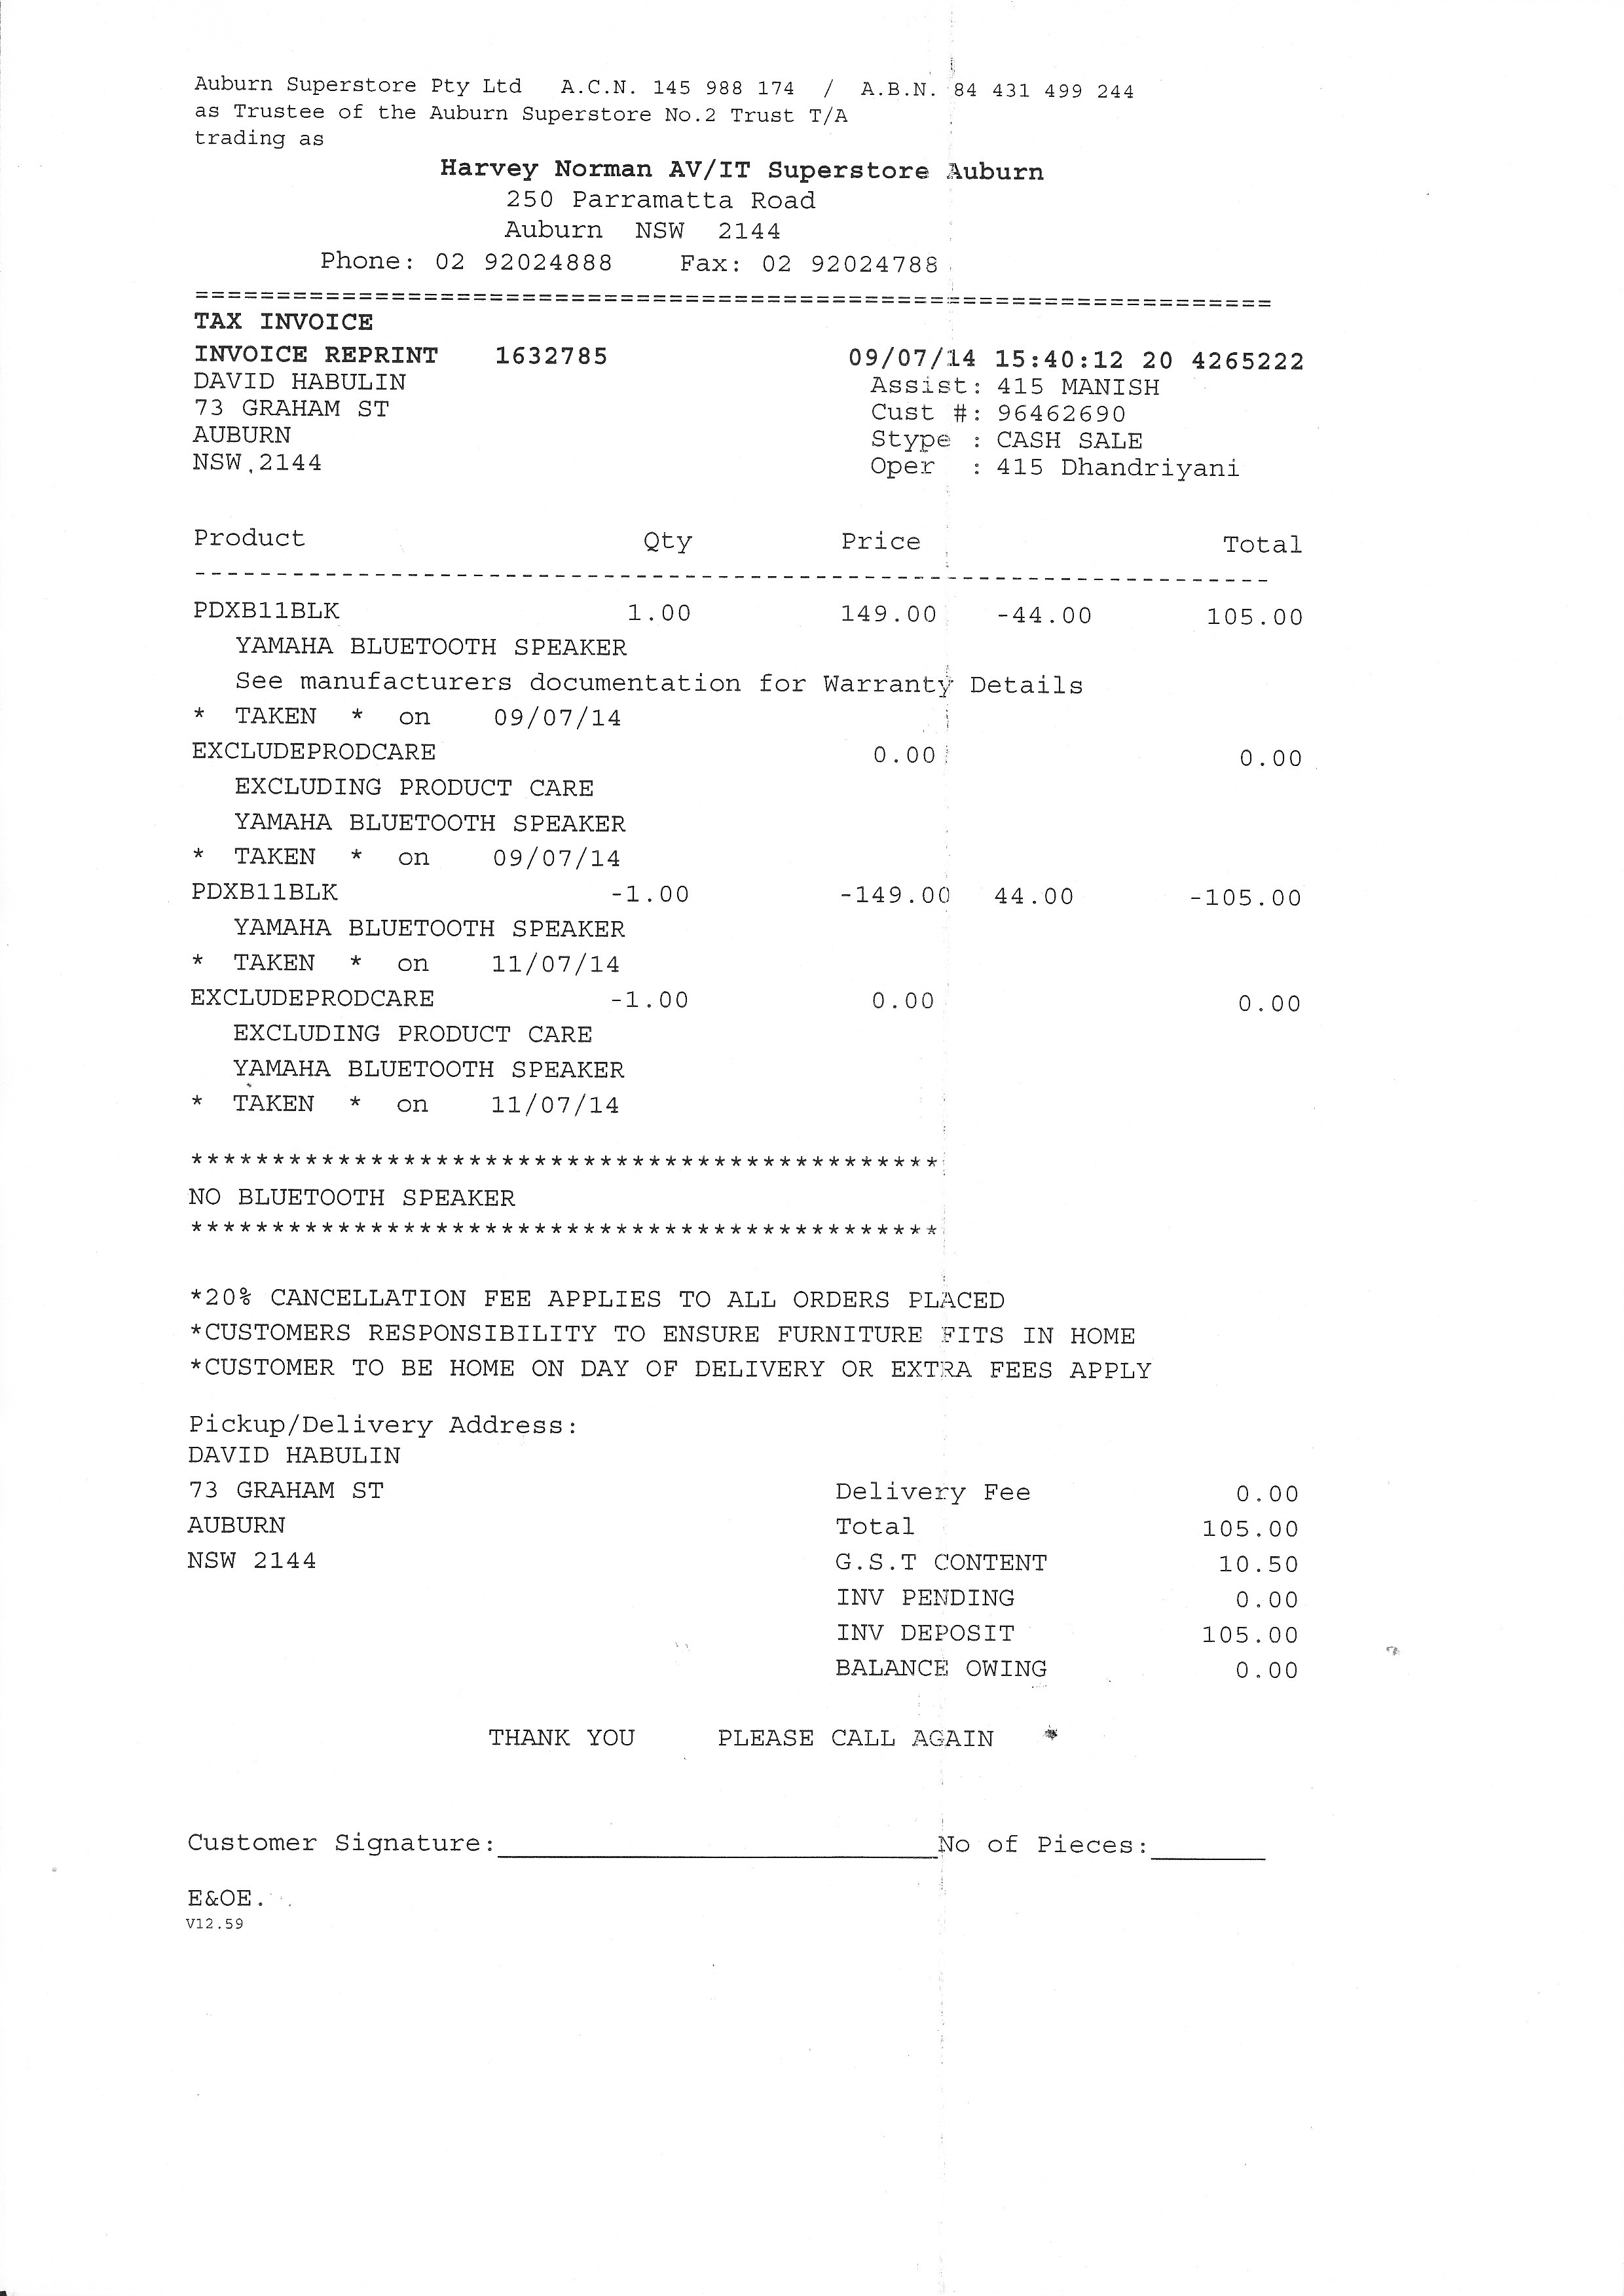 Auburn Superstore Pty Ltd A.C.N. 145 988 174 / A.B.N. 84 431 499 244
as Trustee of the Auburn Superstore No.2 Trust T/A
trading as
Harvey Norman AV/IT Superstore Auburn
250 Parramatta Road
Auburn NSW 2144
Phone: 02 92024888 Fax: 02 92024788
==================================================================
TAX INVOICE
INVOICE REPRINT 1632785 09/07/14 15:40:12 20 4265222
DAVID HABULIN Assist: 415 MANISH
73 GRAHAM ST Cust #: 96462690
AUBURN Stype : CASH SALE
NSW,2144 Oper : 415 Dhandriyani
Product Qty Price Total
------------------------------------------------------------------
PDXB11BLK 1.00 149.00 -44.00 105.00
YAMAHA BLUETOOTH SPEAKER
See manufacturers documentation for Warranty Details
* TAKEN * on 09/07/14
EXCLUDEPRODCARE 0.00 0.00
EXCLUDING PRODUCT CARE
YAMAHA BLUETOOTH SPEAKER
* TAKEN * on 09/07/14
PDXB11BLK -1.00 -149.00 44.00 -105.00
YAMAHA BLUETOOTH SPEAKER
* TAKEN * on 11/07/14
EXCLUDEPRODCARE -1.00 0.00 0.00
EXCLUDING PRODUCT CARE
YAMAHA BLUETOOTH SPEAKER
* TAKEN * on 11/07/14
**********************************************
NO BLUETOOTH SPEAKER
**********************************************
*20% CANCELLATION FEE APPLIES TO ALL ORDERS PLACED
*CUSTOMERS RESPONSIBILITY TO ENSURE FURNITURE FITS IN HOME
*CUSTOMER TO BE HOME ON DAY OF DELIVERY OR EXTRA FEES APPLY
Pickup/Delivery Address:
DAVID HABULIN
73 GRAHAM ST Delivery Fee 0.00
AUBURN Total 105.00
NSW 2144 G.S.T CONTENT 10.50
INV PENDING 0.00
INV DEPOSIT 105.00
BALANCE OWING 0.00
THANK YOU PLEASE CALL AGAIN *
Customer Signature:___________________________No of Pieces:_______
E&OE.
V12.59